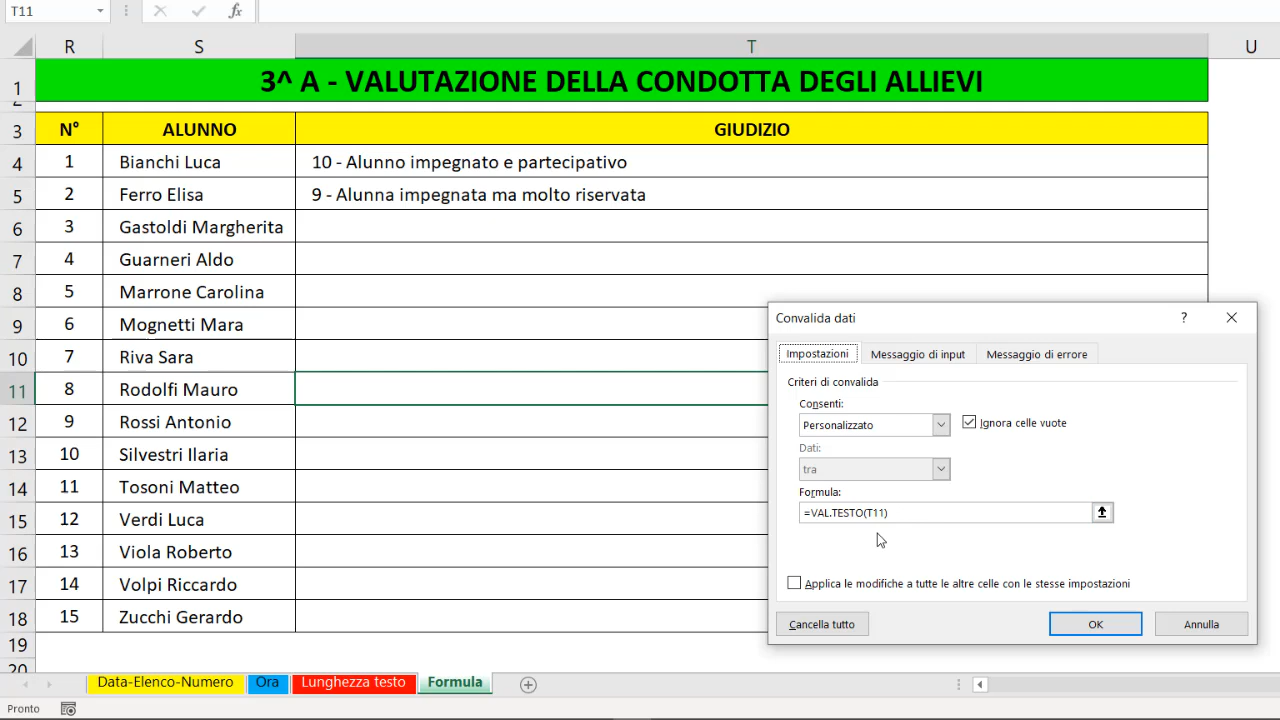 T11
fx
R S T U
1 3^ A - VALUTAZIONE DELLA CONDOTTA DEGLI ALLIEVI
2
3 N° ALUNNO GIUDIZIO
4 1 Bianchi Luca 10 - Alunno impegnato e partecipativo
5 2 Ferro Elisa 9 - Alunna impegnata ma molto riservata
6 3 Gastoldi Margherita
7 4 Guarneri Aldo
8 5 Marrone Carolina
9 6 Mognetti Mara
10 7 Riva Sara
11 8 Rodolfi Mauro
12 9 Rossi Antonio
13 10 Silvestri Ilaria
14 11 Tosoni Matteo
15 12 Verdi Luca
16 13 Viola Roberto
17 14 Volpi Riccardo
18 15 Zucchi Gerardo
19
20
Convalida dati ?
Impostazioni Messaggio di input Messaggio di errore
Criteri di convalida
Consenti:
Personalizzato Ignora celle vuote
Dati:
tra
Formula:
=VAL.TESTO(T11)
Applica le modifiche a tutte le altre celle con le stesse impostazioni
Cancella tutto OK Annulla
Data-Elenco-Numero Ora Lunghezza testo Formula
Pronto